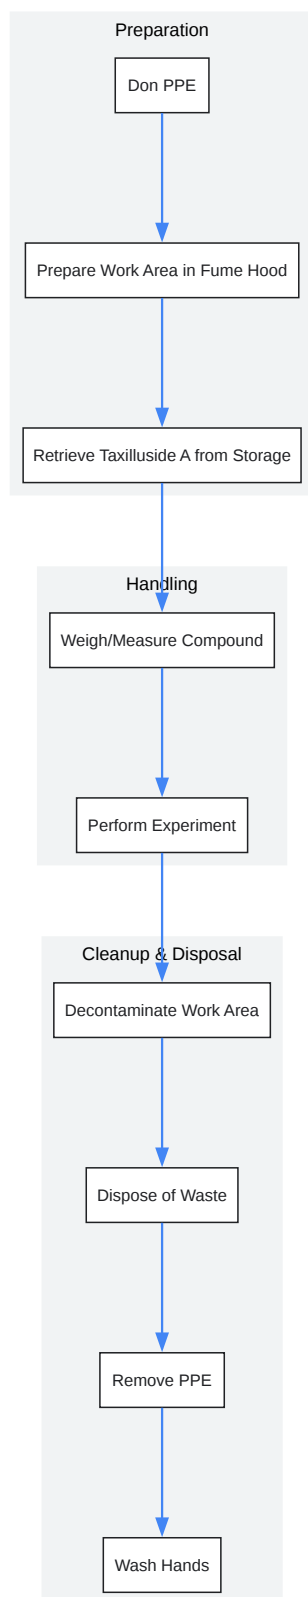 Preparation
Don PPE
Prepare Work Area in Fume Hood
Retrieve Taxilluside A from Storage
Handling
Weigh/Measure Compound
Perform Experiment
Cleanup & Disposal
Decontaminate Work Area
Dispose of Waste
Remove PPE
Wash Hands